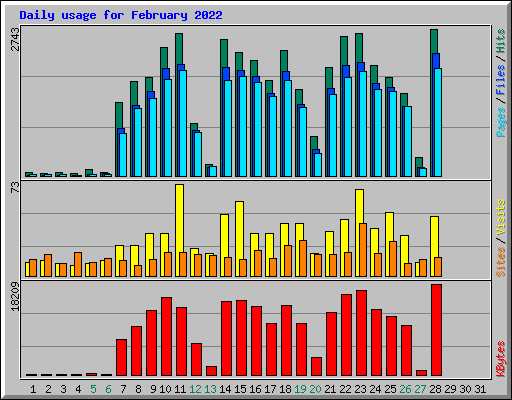 Daily usage for February 2022
2743
Pages / Files / Hits
73
Sites / Visits
18209
KBytes
1 2 3 4 5 6 7 8 9 10 11 12 13 14 15 16 17 18 19 20 21 22 23 24 25 26 27 28 29 30 31